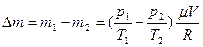 Δm = m₁ − m₂ = (p₁/T₁ − p₂/T₂) μV/R